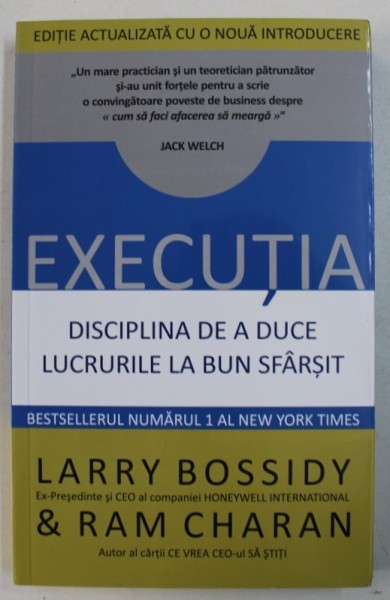 EDIȚIE ACTUALIZATĂ CU O NOUĂ INTRODUCERE
„Un mare practician și un teoretician pătrunzător
și-au unit forțele pentru a scrie
o convingătoare poveste de business despre
« cum să faci afacerea să meargă »"
JACK WELCH
EXECUȚIA
DISCIPLINA DE A DUCE
LUCRURILE LA BUN SFÂRȘIT
BESTSELLERUL NUMĂRUL 1 AL NEW YORK TIMES
LARRY BOSSIDY
Ex-Președinte și CEO al companiei HONEYWELL INTERNATIONAL
& RAM CHARAN
Autor al cărții CE VREA CEO-ul SĂ ȘTIȚI